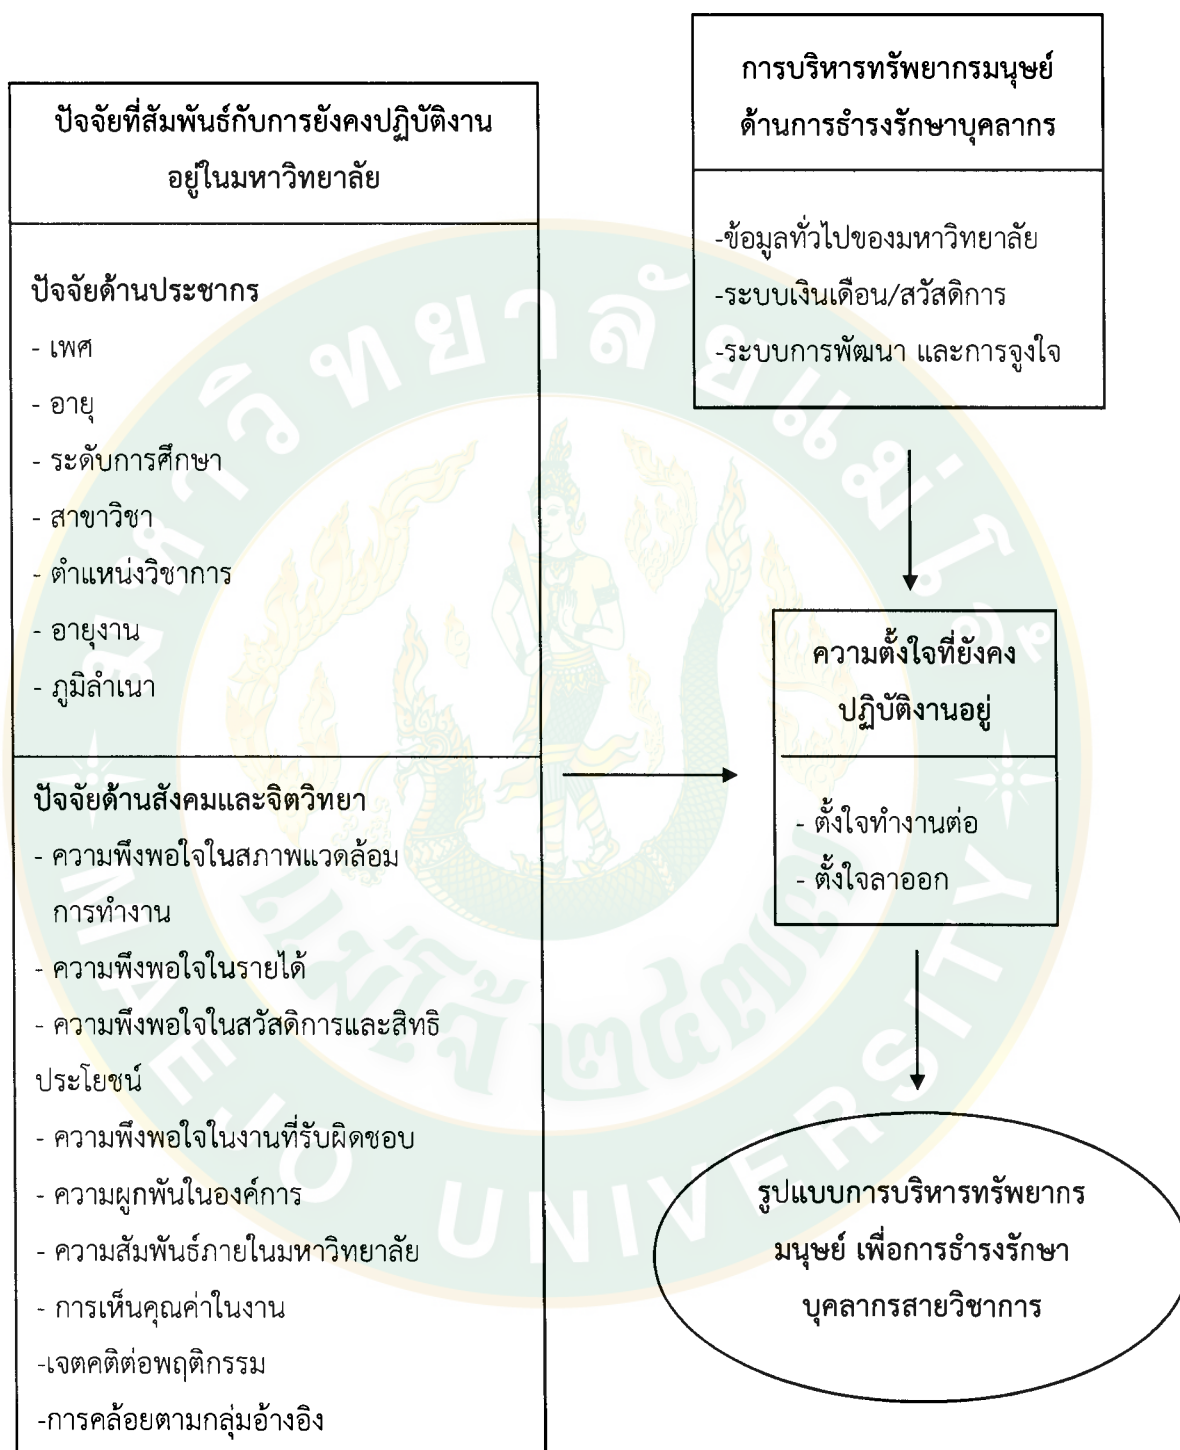 ปัจจัยที่สัมพันธ์กับการยังคงปฏิบัติงาน
อยู่ในมหาวิทยาลัย
ปัจจัยด้านประชากร
- เพศ
- อายุ
- ระดับการศึกษา
- สาขาวิชา
- ตำแหน่งวิชาการ
- อายุงาน
- ภูมิลำเนา
ปัจจัยด้านสังคมและจิตวิทยา
- ความพึงพอใจในสภาพแวดล้อม
การทำงาน
- ความพึงพอใจในรายได้
- ความพึงพอใจในสวัสดิการและสิทธิ
ประโยชน์
- ความพึงพอใจในงานที่รับผิดชอบ
- ความผูกพันในองค์การ
- ความสัมพันธ์ภายในมหาวิทยาลัย
- การเห็นคุณค่าในงาน
-เจตคติต่อพฤติกรรม
-การคล้อยตามกลุ่มอ้างอิง
การบริหารทรัพยากรมนุษย์
ด้านการธำรงรักษาบุคลากร
-ข้อมูลทั่วไปของมหาวิทยาลัย
-ระบบเงินเดือน/สวัสดิการ
-ระบบการพัฒนา และการจูงใจ
ความตั้งใจที่ยังคง
ปฏิบัติงานอยู่
- ตั้งใจทำงานต่อ
- ตั้งใจลาออก
รูปแบบการบริหารทรัพยากร
มนุษย์ เพื่อการธำรงรักษา
บุคลากรสายวิชาการ
มหาวิทยาลัยแม่โจ้
แม่โจ้ ๒๔๗๗
MAEJO UNIVERSITY